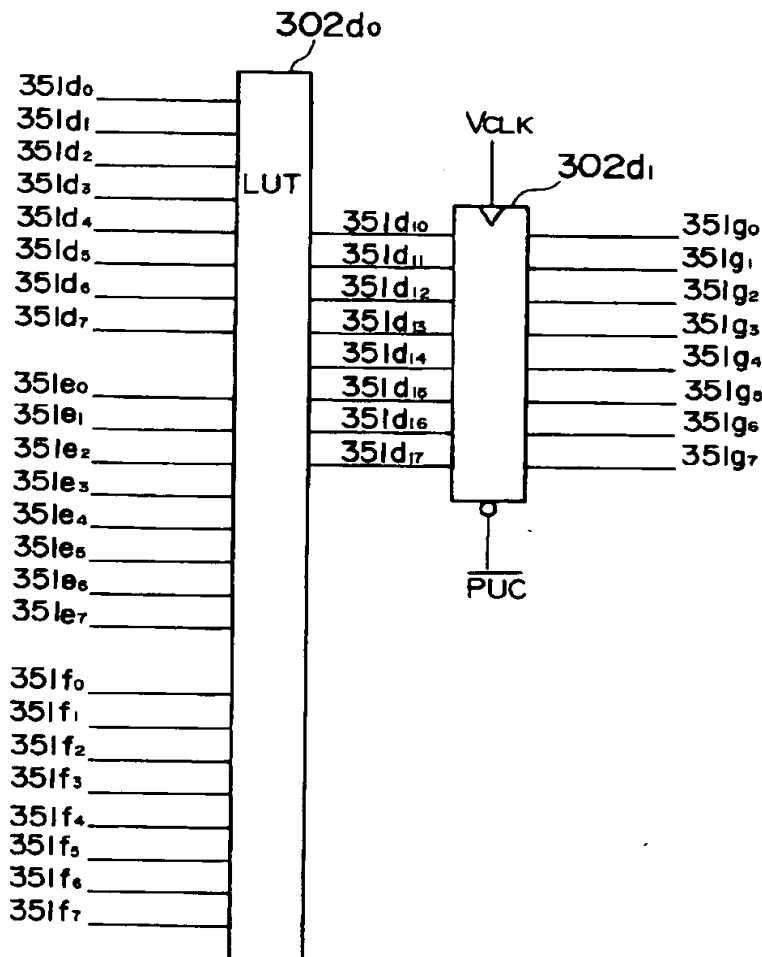 302d₀
351d₀
351d₁
351d₂
351d₃
351d₄
351d₅
351d₆
351d₇
351e₀
351e₁
351e₂
351e₃
351e₄
351e₅
351e₆
351e₇
351f₀
351f₁
351f₂
351f₃
351f₄
351f₅
351f₆
351f₇
LUT
351d₁₀
351d₁₁
351d₁₂
351d₁₃
351d₁₄
351d₁₅
351d₁₆
351d₁₇
VCLK
302d₁
P̅U̅C̅
351g₀
351g₁
351g₂
351g₃
351g₄
351g₅
351g₆
351g₇